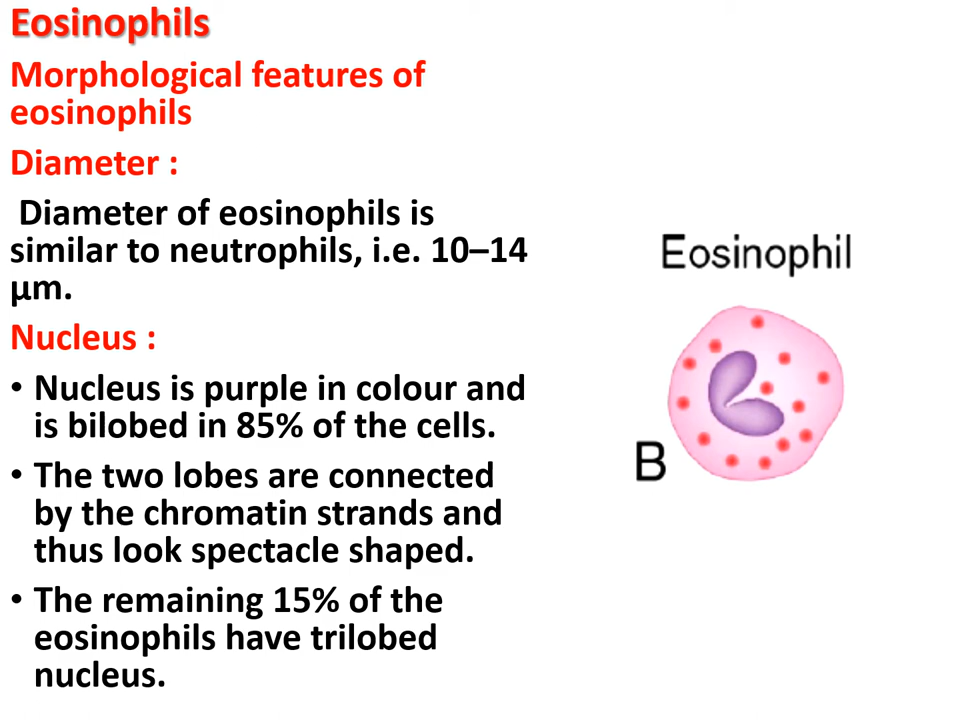 Eosinophils
Morphological features of
eosinophils
Diameter :
Diameter of eosinophils is
similar to neutrophils, i.e. 10–14
μm.
Nucleus :
• Nucleus is purple in colour and
is bilobed in 85% of the cells.
• The two lobes are connected
by the chromatin strands and
thus look spectacle shaped.
• The remaining 15% of the
eosinophils have trilobed
nucleus.
Eosinophil
B